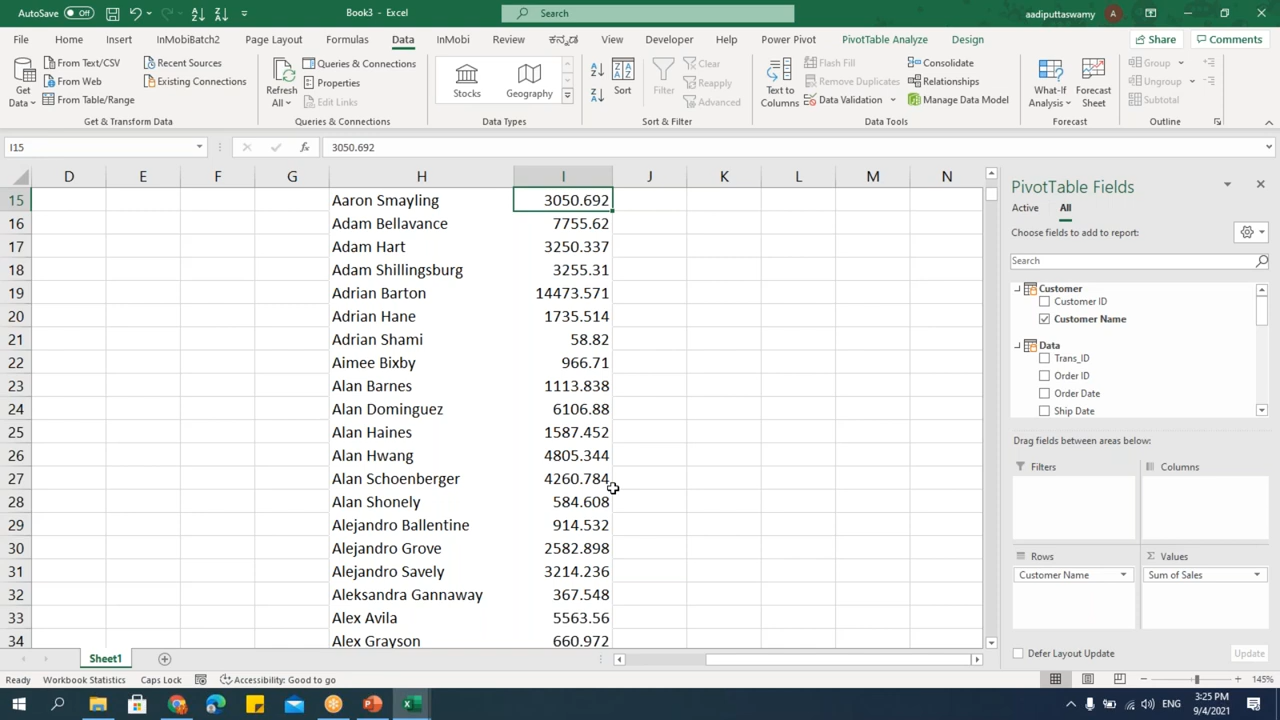 AutoSave Off Book3 - Excel Search aadiputtaswamy A
File Home Insert InMobiBatch2 Page Layout Formulas Data InMobi Review ಕನ್ನಡ View Developer Help Power Pivot PivotTable Analyze Design Share Comments
Get Data From Text/CSV Recent Sources
From Web Existing Connections
From Table/Range
Get & Transform Data
Refresh All Queries & Connections
Properties
Edit Links
Queries & Connections
Stocks Geography
Data Types
Sort Filter Clear
Reapply
Advanced
Sort & Filter
Text to Columns Flash Fill Consolidate
Remove Duplicates Relationships
Data Validation Manage Data Model
Data Tools
What-If Analysis Forecast Sheet
Forecast
Group
Ungroup
Subtotal
Outline
I15 fx 3050.692
D E F G H I J K L M N
15 Aaron Smayling 3050.692
16 Adam Bellavance 7755.62
17 Adam Hart 3250.337
18 Adam Shillingsburg 3255.31
19 Adrian Barton 14473.571
20 Adrian Hane 1735.514
21 Adrian Shami 58.82
22 Aimee Bixby 966.71
23 Alan Barnes 1113.838
24 Alan Dominguez 6106.88
25 Alan Haines 1587.452
26 Alan Hwang 4805.344
27 Alan Schoenberger 4260.784
28 Alan Shonely 584.608
29 Alejandro Ballentine 914.532
30 Alejandro Grove 2582.898
31 Alejandro Savely 3214.236
32 Aleksandra Gannaway 367.548
33 Alex Avila 5563.56
34 Alex Grayson 660.972
PivotTable Fields
Active All
Choose fields to add to report:
Search
Customer
Customer ID
Customer Name
Data
Trans_ID
Order ID
Order Date
Ship Date
Drag fields between areas below:
Filters Columns
Rows Σ Values
Customer Name Sum of Sales
Defer Layout Update Update
Sheet1
Ready Workbook Statistics Caps Lock Accessibility: Good to go 145%
ENG 3:25 PM
9/4/2021